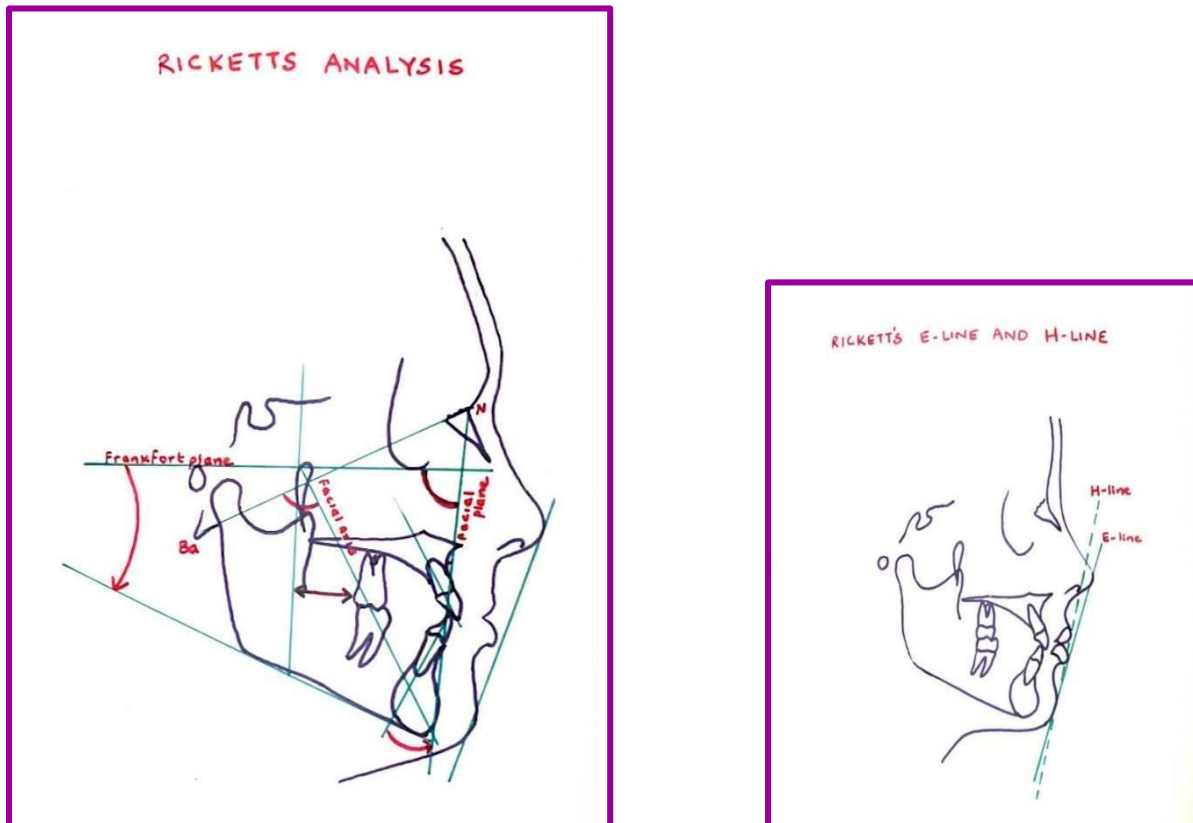 RICKETTS ANALYSIS
N
Frankfort plane
Facial axis
Facial plane
Ba
RICKETT'S E-LINE AND H-LINE
H-line
E-line